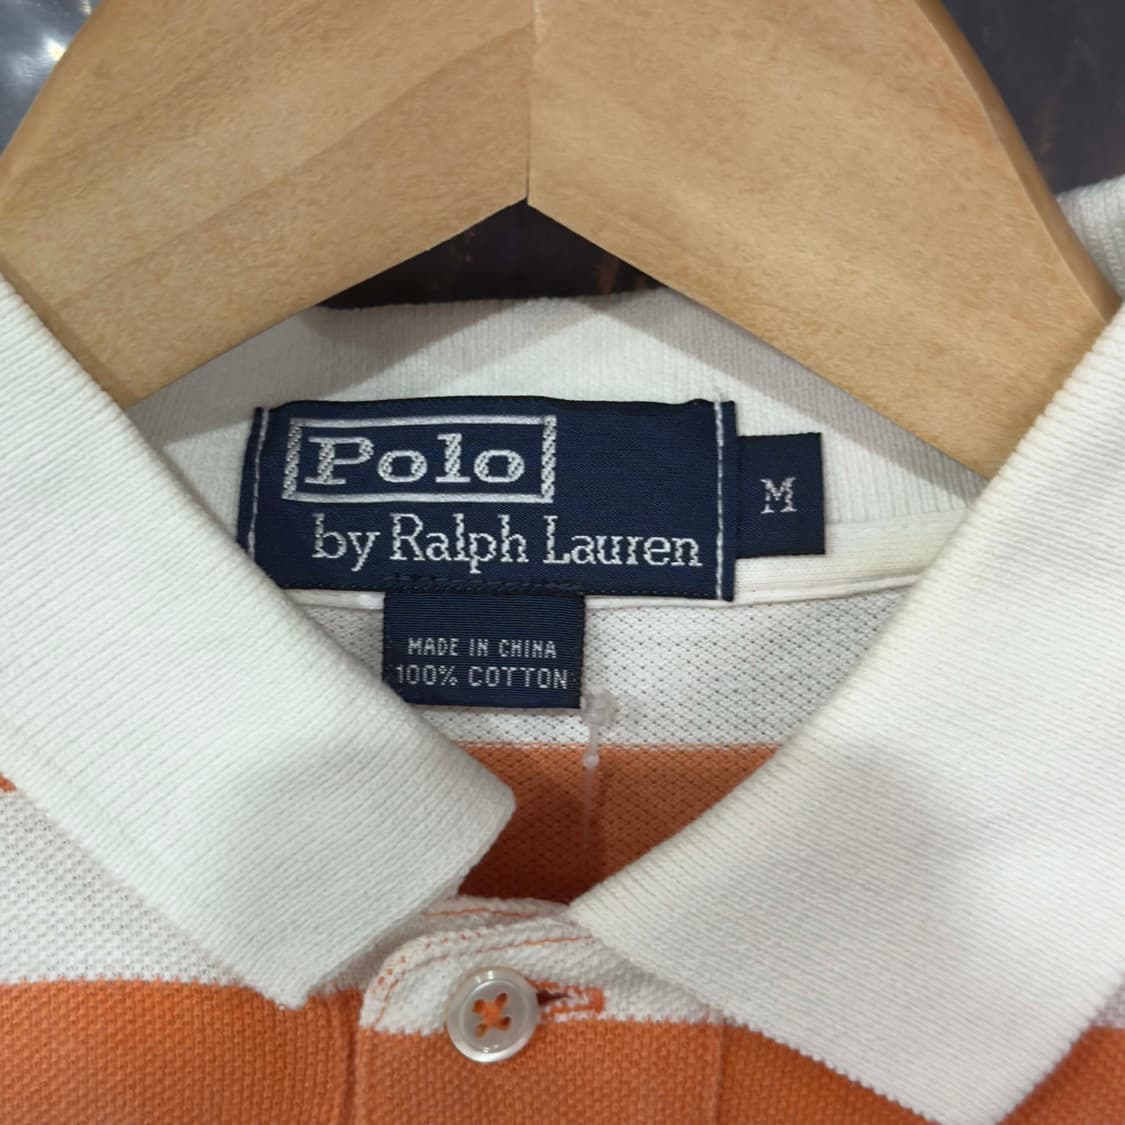 Polo
by Ralph Lauren
M
MADE IN CHINA
100% COTTON